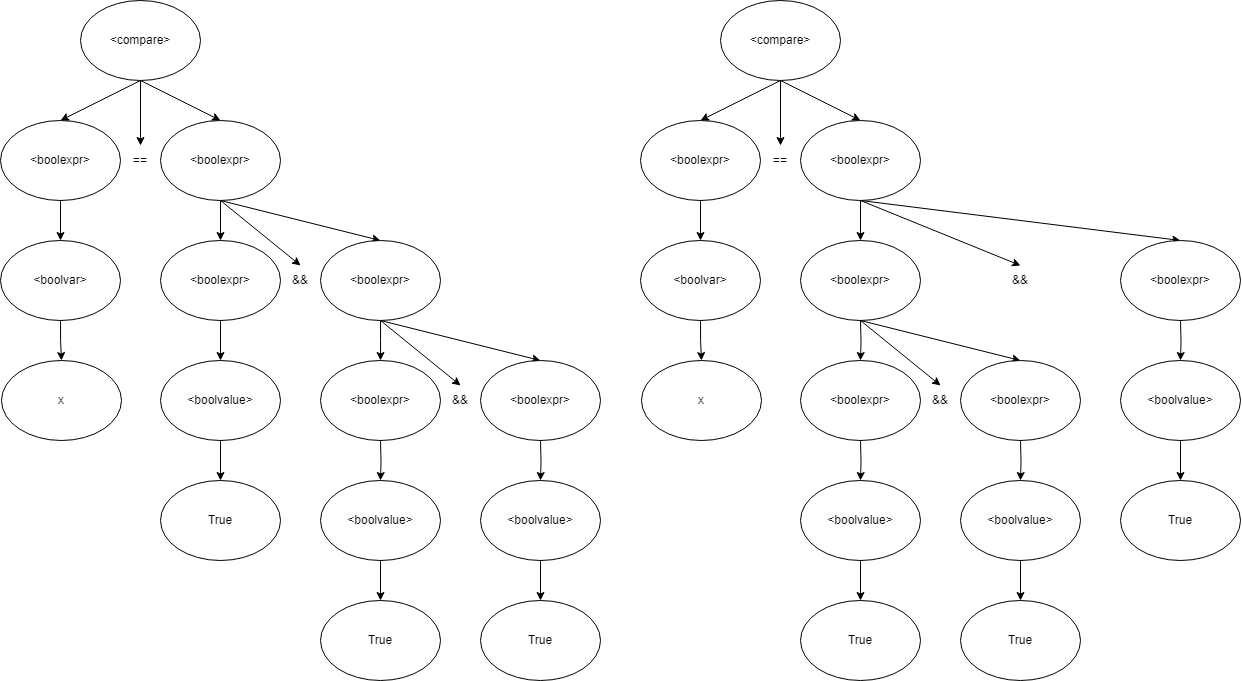 <compare> <compare>
<boolexpr> == <boolexpr> <boolexpr> == <boolexpr>
<boolvar> <boolexpr> && <boolexpr> <boolvar> <boolexpr> && <boolexpr>
x <boolvalue> <boolexpr> && <boolexpr> x <boolexpr> && <boolexpr> <boolvalue>
True <boolvalue> <boolvalue> <boolvalue> <boolvalue> True
True True True True